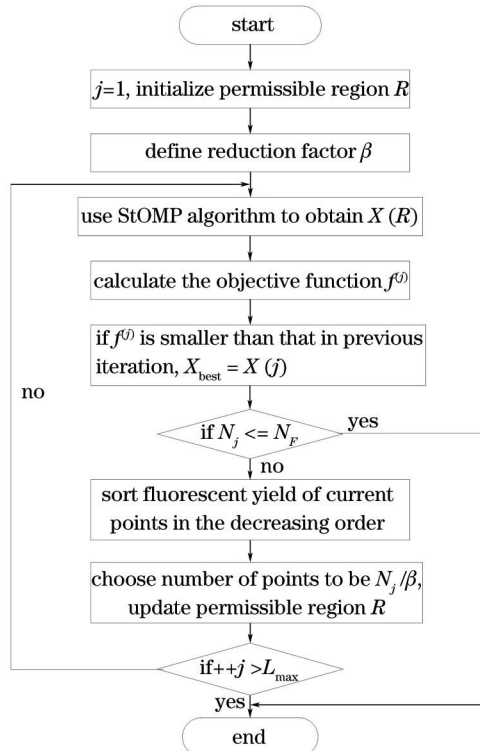 start
j=1, initialize permissible region R
define reduction factor β
use StOMP algorithm to obtain X (R)
calculate the objective function f⁽ʲ⁾
if f⁽ʲ⁾ is smaller than that in previous
iteration, X_best = X (j)
no
if N_j <= N_F
yes
no
sort fluorescent yield of current
points in the decreasing order
choose number of points to be N_j /β,
update permissible region R
if++j >L_max
yes
end